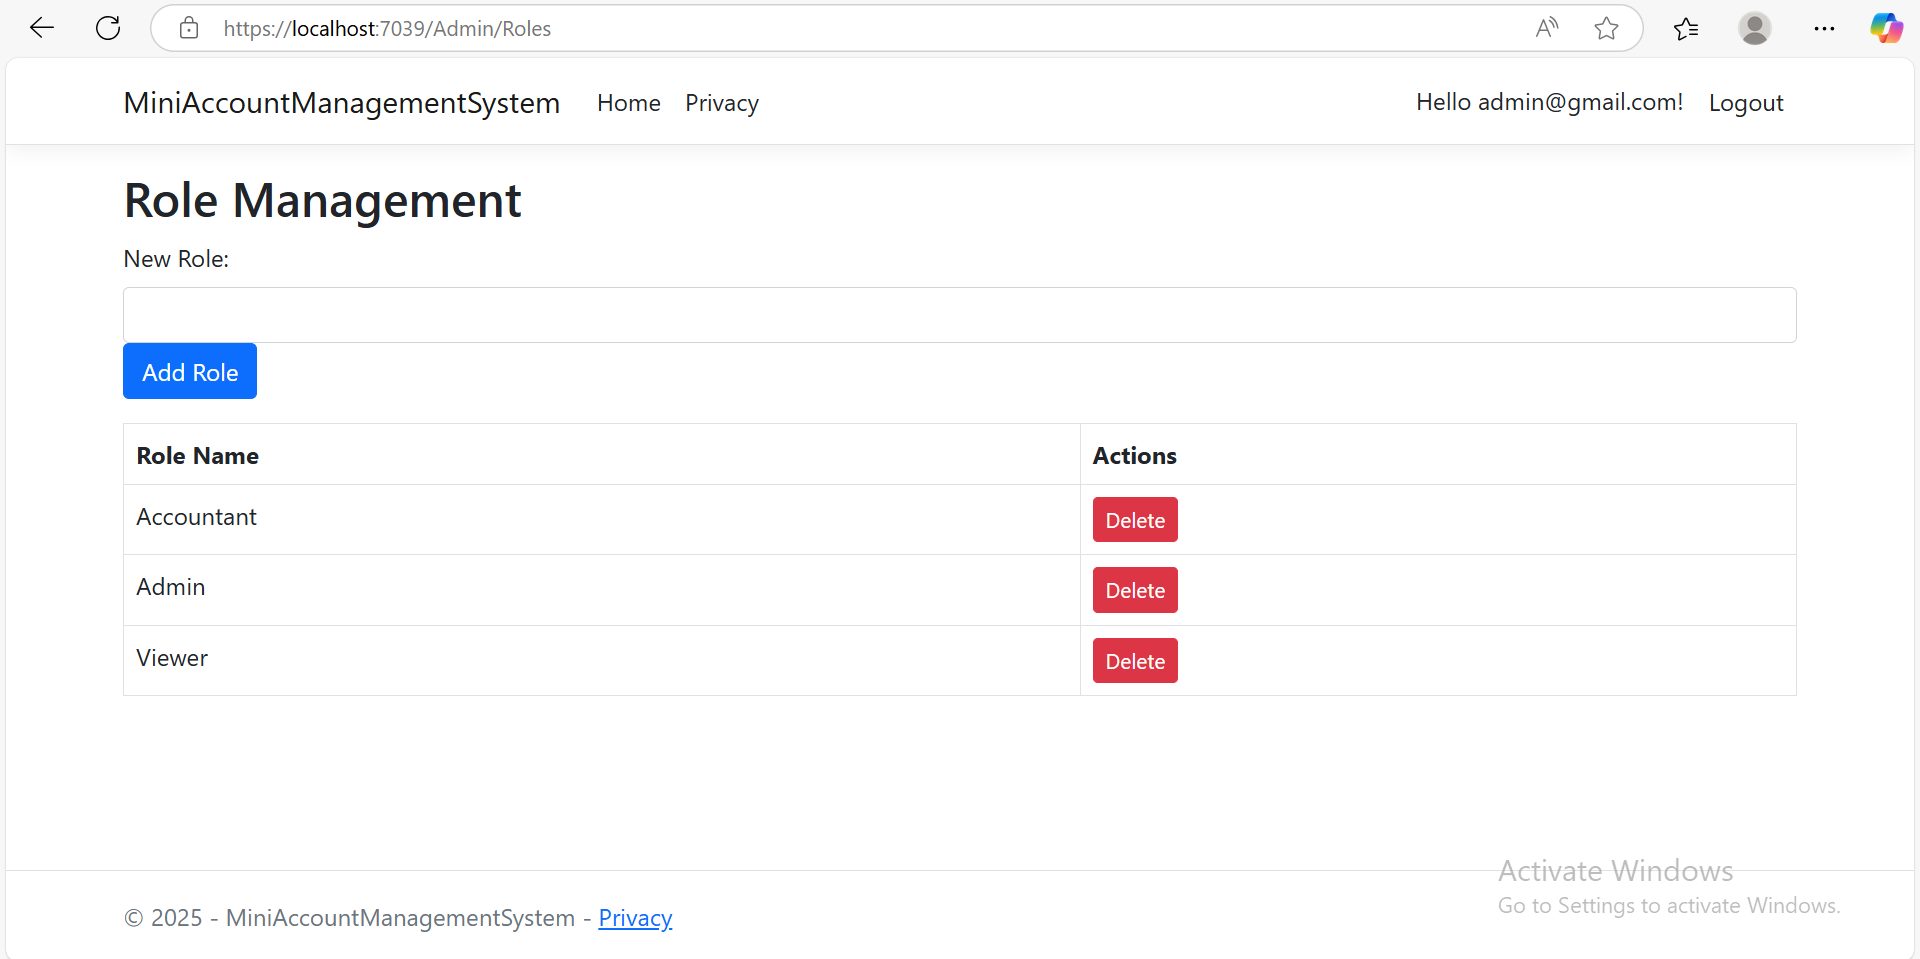 https://localhost:7039/Admin/Roles
MiniAccountManagementSystem Home Privacy Hello admin@gmail.com! Logout
Role Management
New Role:
Add Role
Role Name Actions
Accountant Delete
Admin Delete
Viewer Delete
Activate Windows
Go to Settings to activate Windows.
© 2025 - MiniAccountManagementSystem - Privacy